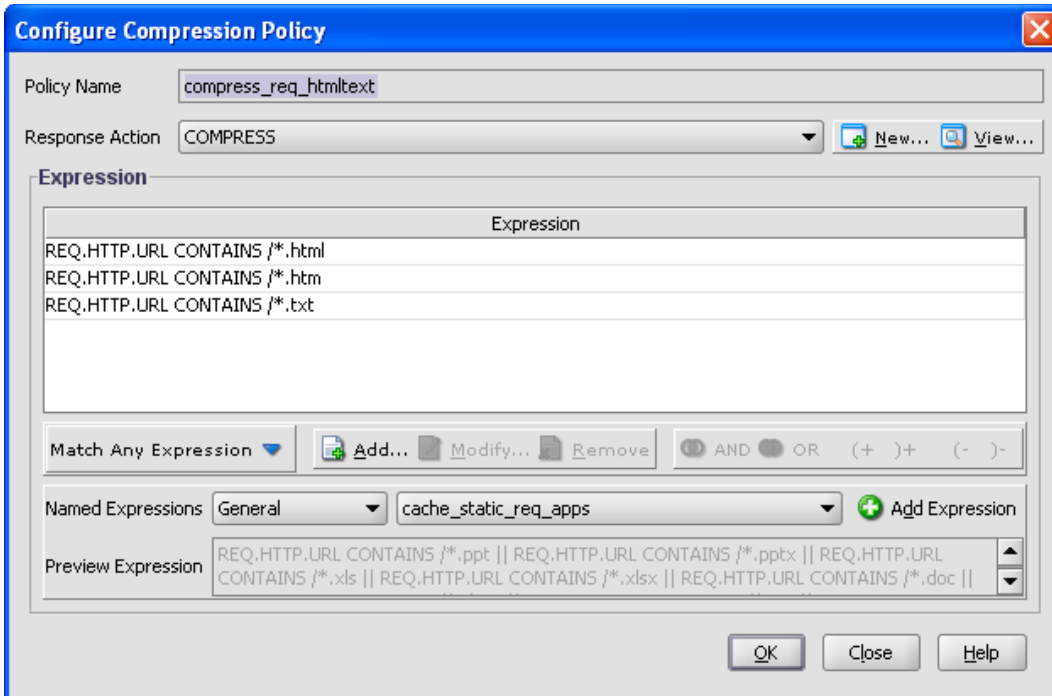 Configure Compression Policy
Policy Name compress_req_htmltext
Response Action COMPRESS New... View...
Expression
Expression
REQ.HTTP.URL CONTAINS /*.html
REQ.HTTP.URL CONTAINS /*.htm
REQ.HTTP.URL CONTAINS /*.txt
Match Any Expression Add... Modify... Remove AND OR (+ )+ (- )-
Named Expressions General cache_static_req_apps Add Expression
Preview Expression REQ.HTTP.URL CONTAINS /*.ppt || REQ.HTTP.URL CONTAINS /*.pptx || REQ.HTTP.URL
CONTAINS /*.xls || REQ.HTTP.URL CONTAINS /*.xlsx || REQ.HTTP.URL CONTAINS /*.doc ||
OK Close Help